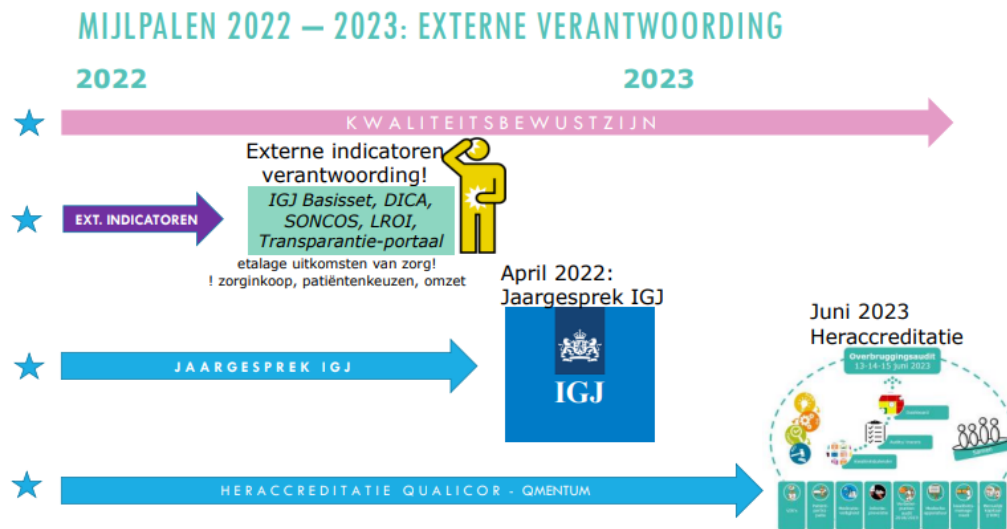 MIJLPALEN 2022 – 2023: EXTERNE VERANTWOORDING
2022
2023
KWALITEITSBEWUSTZIJN
Externe indicatoren
verantwoording!
EXT. INDICATOREN
IGJ Basisset, DICA,
SONCOS, LROI,
Transparantie-portaal
etalage uitkomsten van zorg!
! zorginkoop, patiëntenkeuzen, omzet
April 2022:
Jaargesprek IGJ
JAARGESPREK IGJ
IGJ
Juni 2023
Heraccreditatie
Overbruggingsaudit
13-14-15 juni 2023
HERACCREDITATIE QUALICOR - QMENTUM